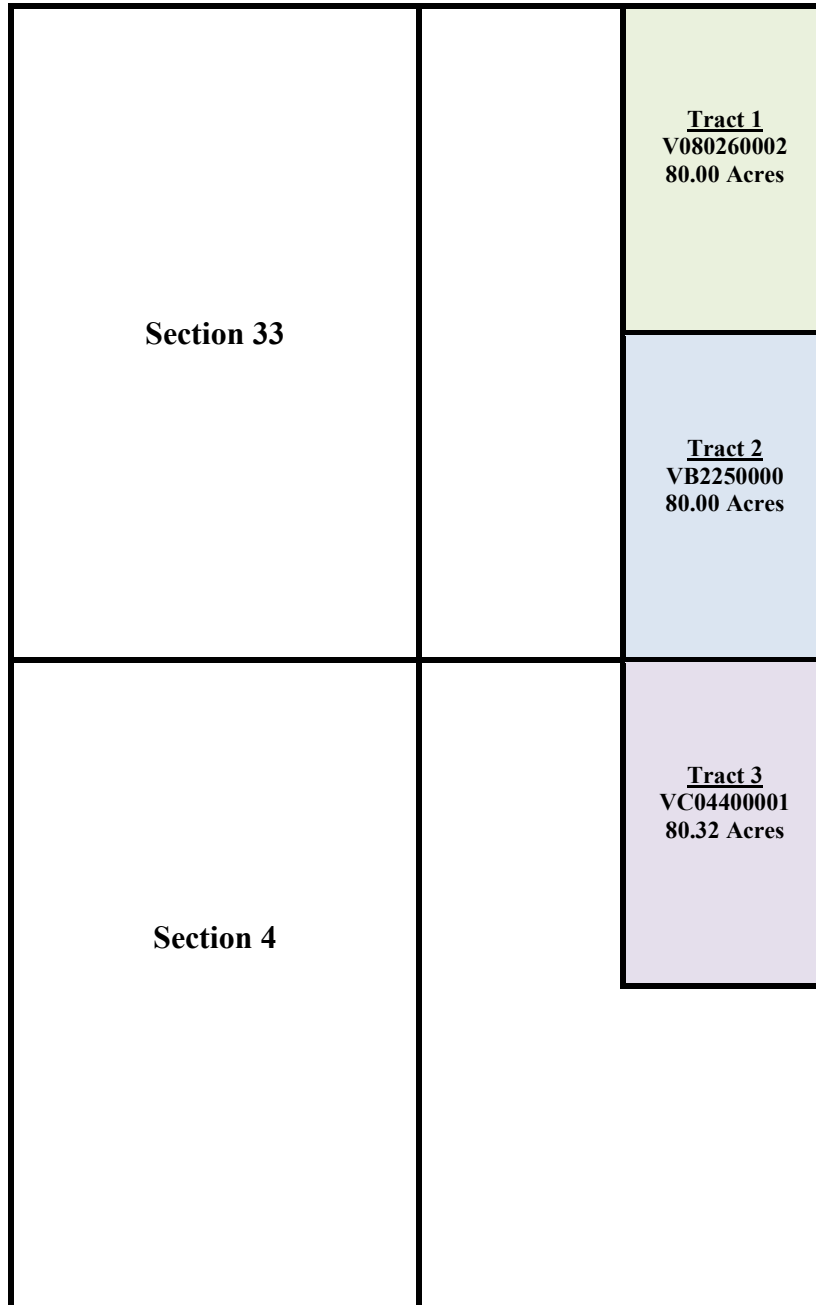 Tract 1
V080260002
80.00 Acres
Section 33
Tract 2
VB2250000
80.00 Acres
Tract 3
VC04400001
80.32 Acres
Section 4